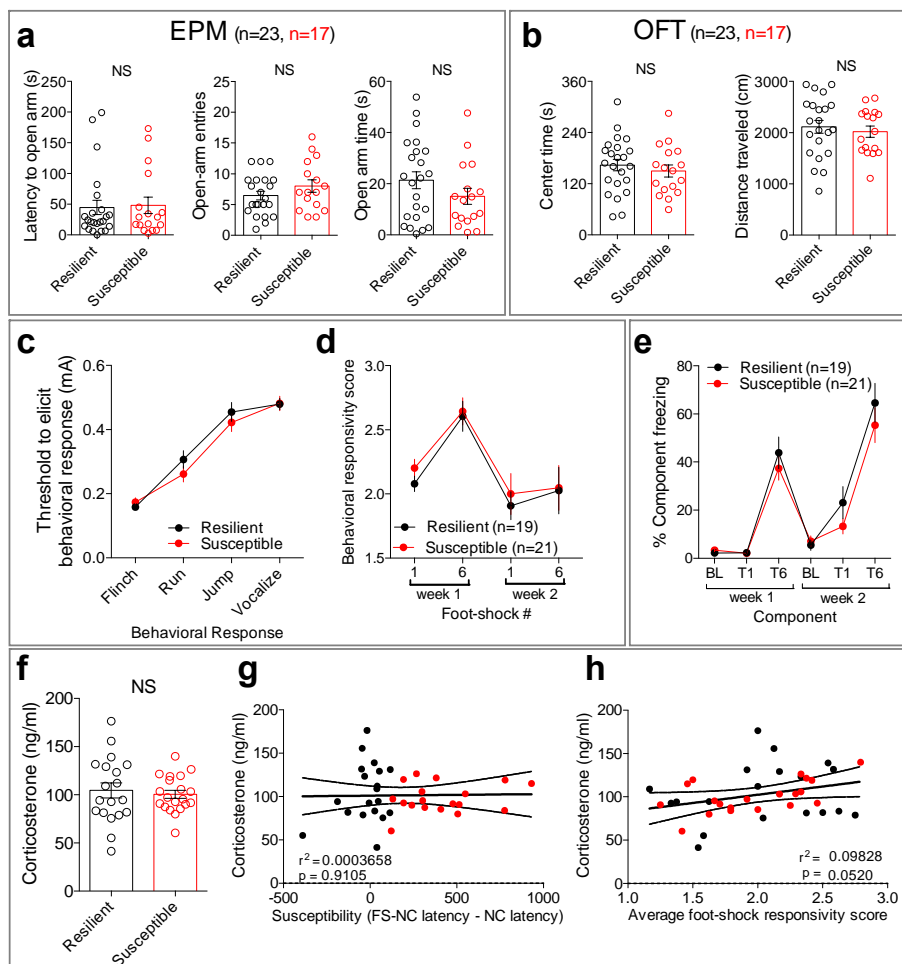 a
EPM (n=23, n=17)
NS
Latency to open arm (s)
250
200
150
100
50
0
Resilient
Susceptible
NS
Open-arm entries
25
20
15
10
5
0
Resilient
Susceptible
NS
Open arm time (s)
60
40
20
0
Resilient
Susceptible
b
OFT (n=23, n=17)
NS
Center time (s)
360
240
120
0
Resilient
Susceptible
NS
Distance traveled (cm)
3000
2000
1000
0
Resilient
Susceptible
c
Threshold to elicit
behavioral response (mA)
0.6
0.4
0.2
0.0
Resilient
Susceptible
Flinch
Run
Jump
Vocalize
Behavioral Response
d
Behavioral responsivity score
3.0
2.5
2.0
1.5
Resilient (n=19)
Susceptible (n=21)
1 6 1 6
week 1 week 2
Foot-shock #
e
% Component freezing
80
60
40
20
0
Resilient (n=19)
Susceptible (n=21)
BL T1 T6 BL T1 T6
week 1 week 2
Component
f
NS
Corticosterone (ng/ml)
200
150
100
50
0
Resilient
Susceptible
g
Corticosterone (ng/ml)
200
150
100
50
0
r² = 0.0003658
p = 0.9105
-500 0 500 1000
Susceptibility (FS-NC latency - NC latency)
h
Corticosterone (ng/ml)
200
150
100
50
0
r² = 0.09828
p = 0.0520
1.0 1.5 2.0 2.5 3.0
Average foot-shock responsivity score